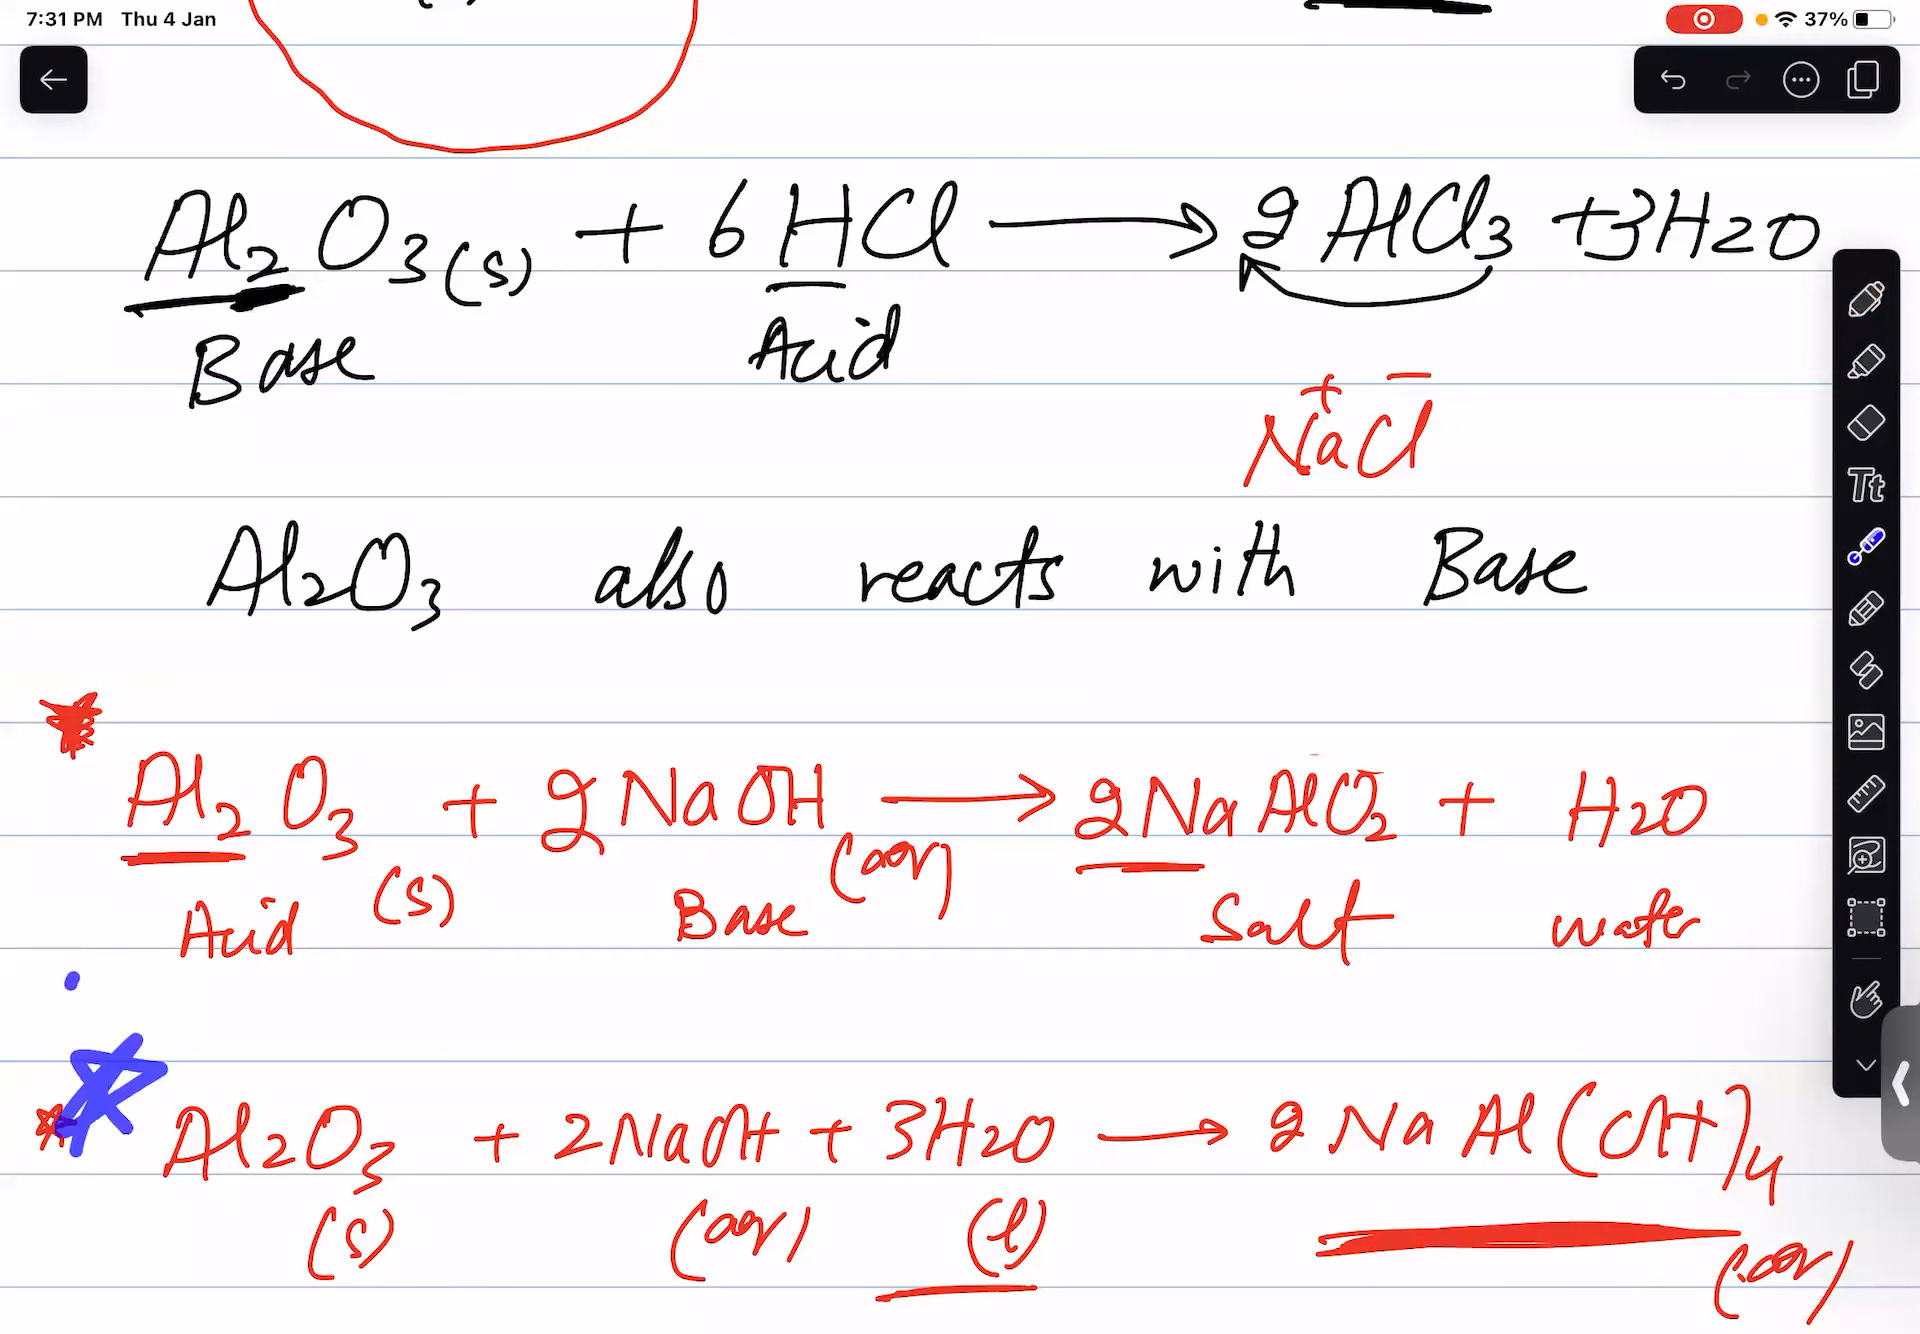 7:31 PM Thu 4 Jan 37%
Al2O3(s) + 6HCl → 2AlCl3 + 3H2O
Base Acid
+ −
NaCl
Al2O3 also reacts with Base
Al2O3 + 2NaOH → 2NaAlO2 + H2O
(s) (aq)
Acid Base Salt water
Al2O3 + 2NaOH + 3H2O → 2NaAl(OH)4
(s) (aq) (l) (aq)
Tt